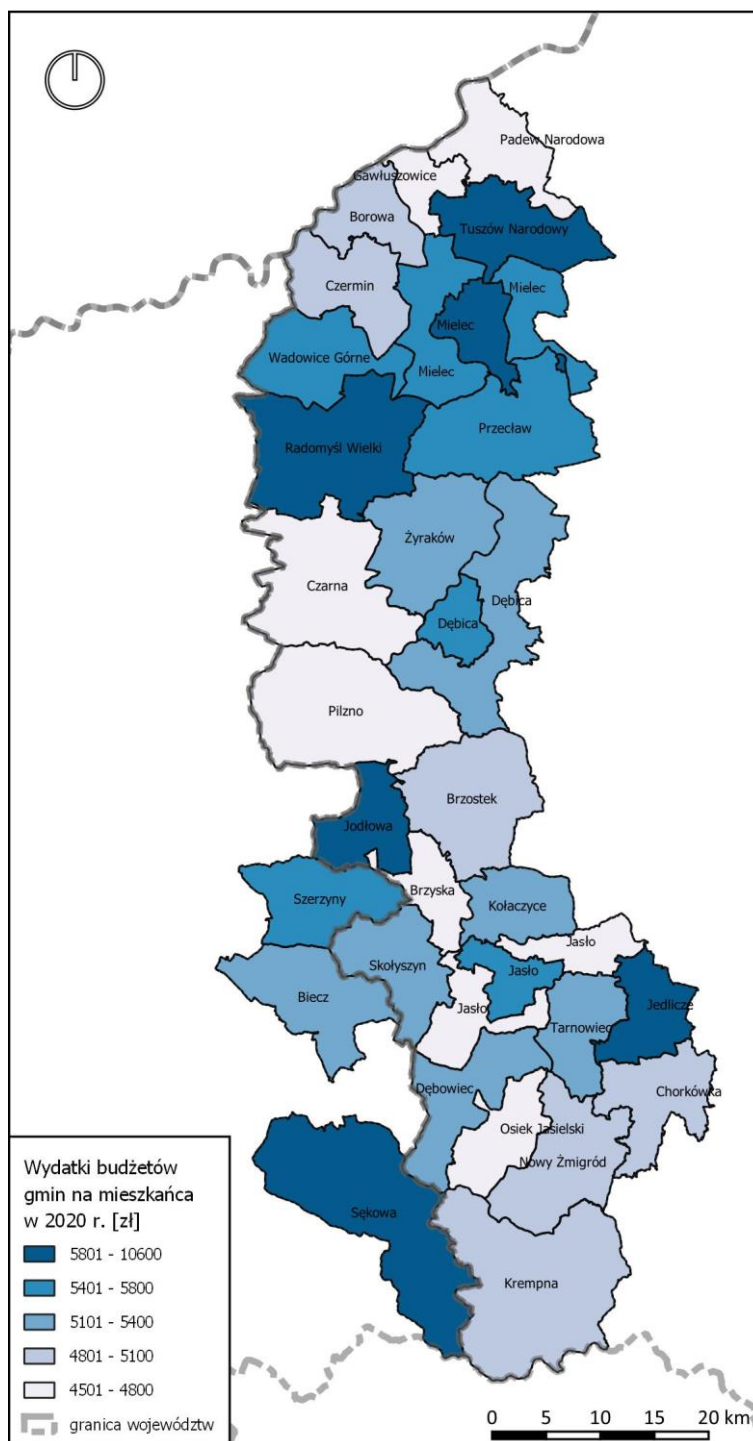 Padew Narodowa
Gawłuszowice
Borowa
Tuszów Narodowy
Czermin
Mielec
Mielec
Wadowice Górne
Mielec
Przecław
Radomyśl Wielki
Żyraków
Czarna
Dębica
Dębica
Pilzno
Brzostek
Jodłowa
Brzyska
Szerzyny
Kołaczyce
Jasło
Skołyszyn
Jasło
Jedlicze
Biecz
Jasło
Tarnowiec
Dębowiec
Chorkówka
Osiek Jasielski
Nowy Żmigród
Sękowa
Krempna
Wydatki budżetów
gmin na mieszkańca
w 2020 r. [zł]
5801 - 10600
5401 - 5800
5101 - 5400
4801 - 5100
4501 - 4800
granica województw
0 5 10 15 20 km